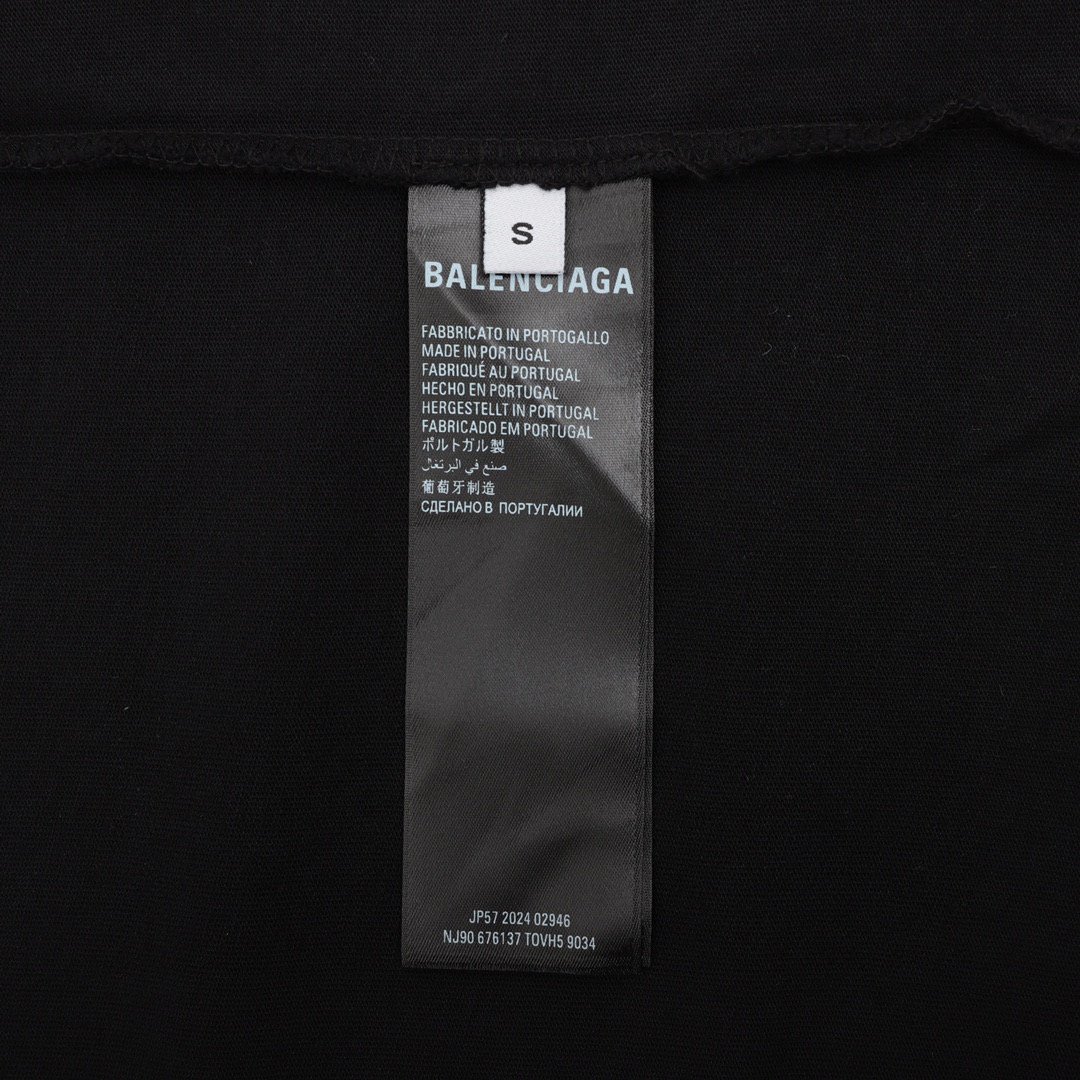 S
BALENCIAGA
FABBRICATO IN PORTOGALLO
MADE IN PORTUGAL
FABRIQUÉ AU PORTUGAL
HECHO EN PORTUGAL
HERGESTELLT IN PORTUGAL
FABRICADO EM PORTUGAL
ポルトガル製
صنع في البرتغال
葡萄牙制造
СДЕЛАНО В ПОРТУГАЛИИ
JP57 2024 02946
NJ90 676137 TOVH5 9034